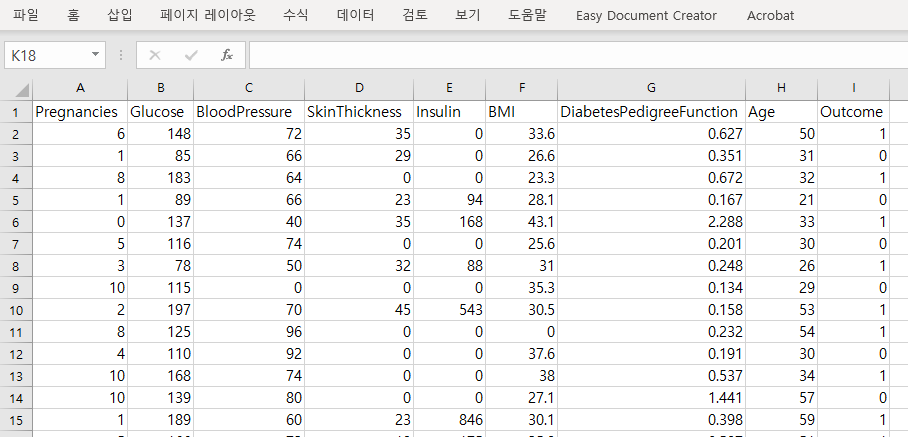 파일 홈 삽입 페이지 레이아웃 수식 데이터 검토 보기 도움말 Easy Document Creator Acrobat
K18 fx
A B C D E F G H I
1 Pregnancies Glucose BloodPressure SkinThickness Insulin BMI DiabetesPedigreeFunction Age Outcome
2 6 148 72 35 0 33.6 0.627 50 1
3 1 85 66 29 0 26.6 0.351 31 0
4 8 183 64 0 0 23.3 0.672 32 1
5 1 89 66 23 94 28.1 0.167 21 0
6 0 137 40 35 168 43.1 2.288 33 1
7 5 116 74 0 0 25.6 0.201 30 0
8 3 78 50 32 88 31 0.248 26 1
9 10 115 0 0 0 35.3 0.134 29 0
10 2 197 70 45 543 30.5 0.158 53 1
11 8 125 96 0 0 0 0.232 54 1
12 4 110 92 0 0 37.6 0.191 30 0
13 10 168 74 0 0 38 0.537 34 1
14 10 139 80 0 0 27.1 1.441 57 0
15 1 189 60 23 846 30.1 0.398 59 1